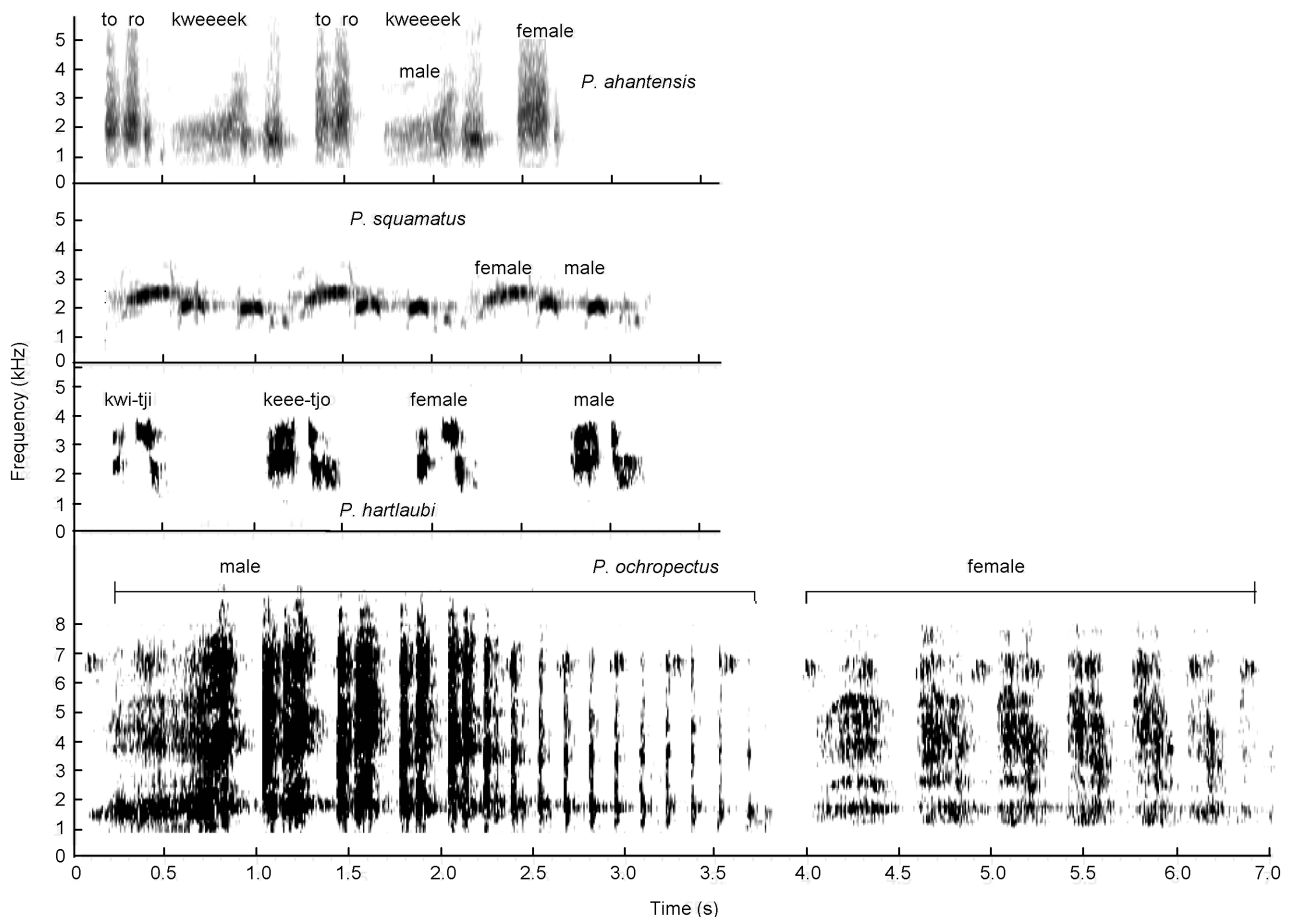 to ro kweeeek to ro kweeeek female
male
P. ahantensis
5
4
3
2
1
0
P. squamatus
female male
5
4
3
2
1
0
kwi-tji keee-tjo female male
P. hartlaubi
5
4
3
2
1
0
male P. ochropectus female
8
7
6
5
4
3
2
1
0
Frequency (kHz)
0 0.5 1.0 1.5 2.0 2.5 3.0 3.5 4.0 4.5 5.0 5.5 6.0 7.0
Time (s)